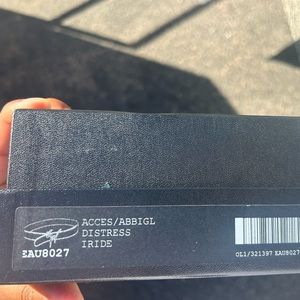 ACCES/ABBIGL
DISTRESS
IRIDE
EAU8027
OL1/321397 EAU8027